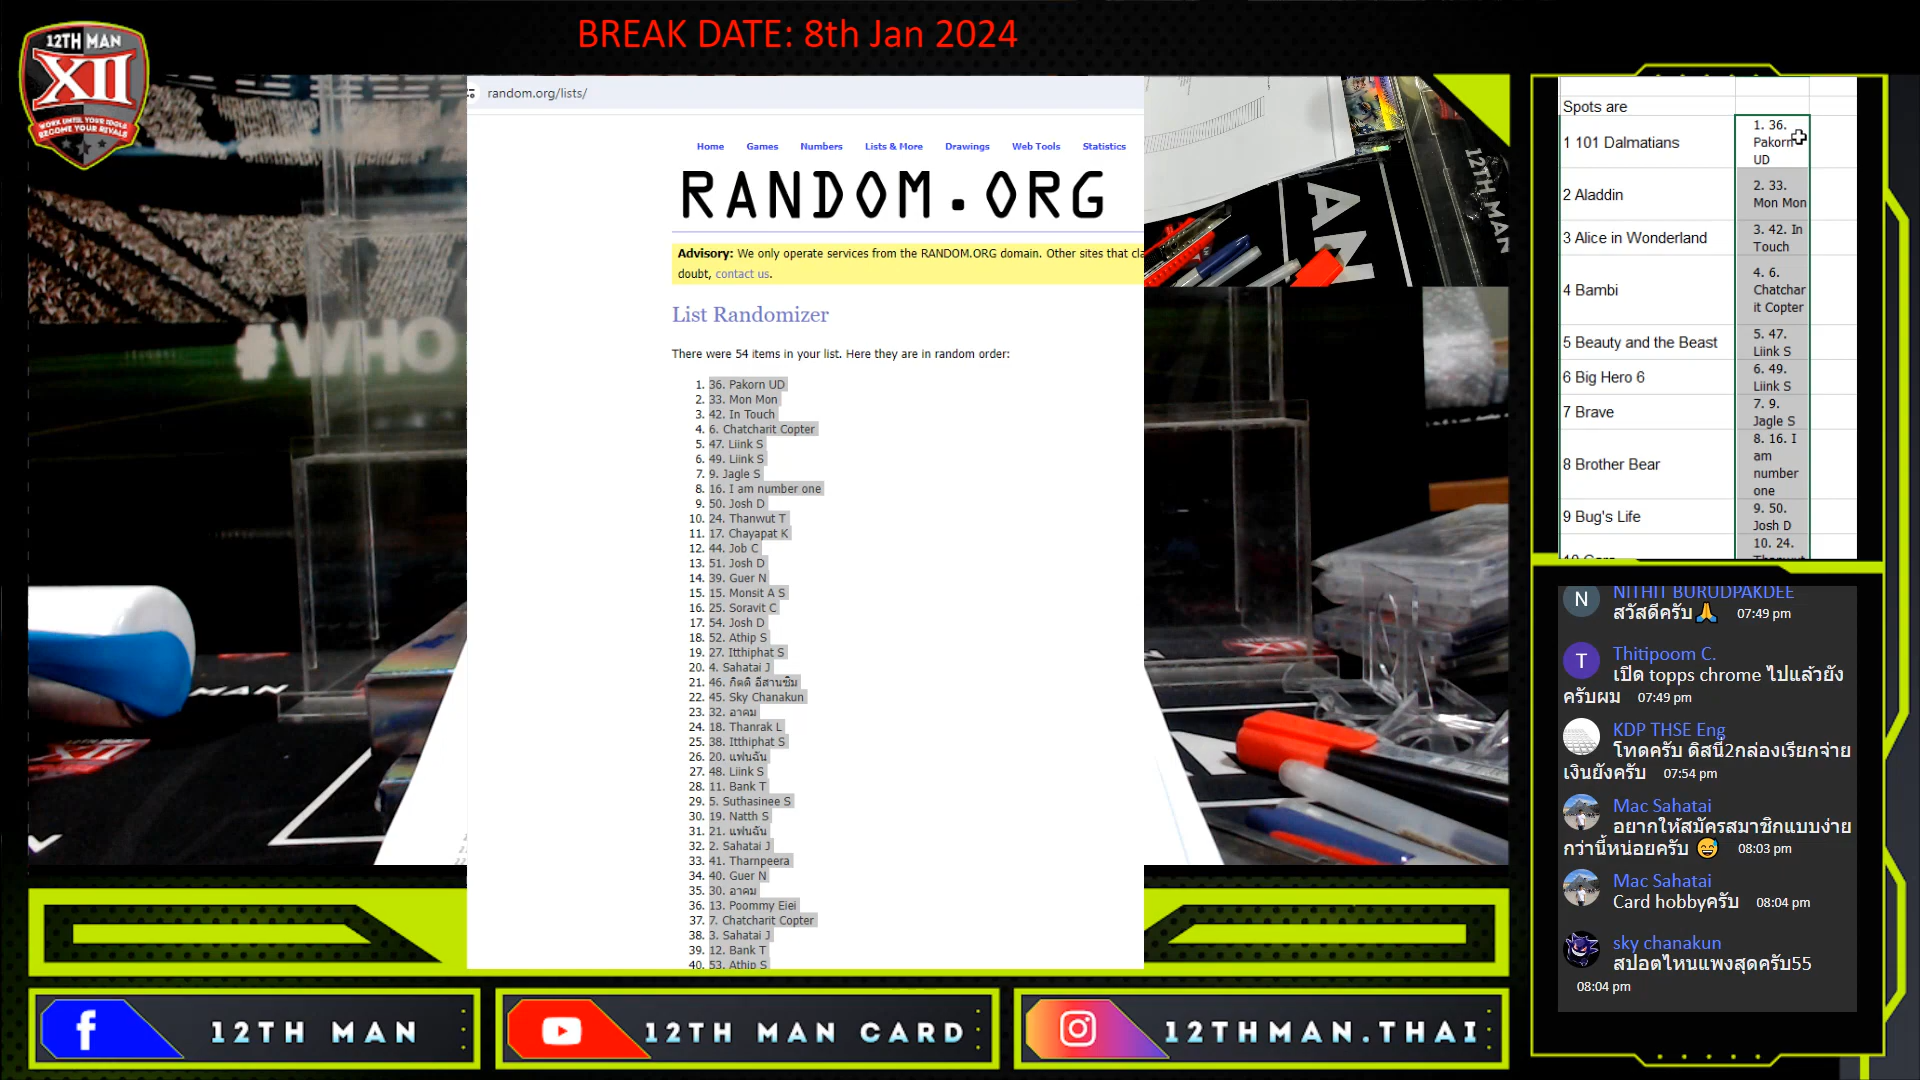 BREAK DATE: 8th Jan 2024
12TH MAN
XII
WORK UNTIL YOUR IDOLS
BECOME YOUR RIVALS
random.org/lists/
Home Games Numbers Lists & More Drawings Web Tools Statistics
RANDOM.ORG
Advisory: We only operate services from the RANDOM.ORG domain. Other sites that cla
doubt, contact us.
List Randomizer
There were 54 items in your list. Here they are in random order:
1. 36. Pakorn UD
2. 33. Mon Mon
3. 42. In Touch
4. 6. Chatcharit Copter
5. 47. Liink S
6. 49. Liink S
7. 9. Jagle S
8. 16. I am number one
9. 50. Josh D
10. 24. Thanwut T
11. 17. Chayapat K
12. 44. Job C
13. 51. Josh D
14. 39. Guer N
15. 15. Monsit A S
16. 25. Soravit C
17. 54. Josh D
18. 52. Athip S
19. 27. Itthiphat S
20. 4. Sahatai J
21. 46. กิตติ อีสานซิม
22. 45. Sky Chanakun
23. 32. อาคม
24. 18. Thanrak L
25. 38. Itthiphat S
26. 20. แฟนฉัน
27. 48. Liink S
28. 11. Bank T
29. 5. Suthasinee S
30. 19. Natth S
31. 21. แฟนฉัน
32. 2. Sahatai J
33. 41. Tharnpeera
34. 40. Guer N
35. 30. อาคม
36. 13. Poommy Eiei
37. 7. Chatcharit Copter
38. 3. Sahatai J
39. 12. Bank T
40. 53. Athip S
#WHO
MAN
AN
12TH MAN
Spots are
1 101 Dalmatians
1. 36.
Pakorn
UD
2 Aladdin
2. 33.
Mon Mon
3 Alice in Wonderland
3. 42. In
Touch
4 Bambi
4. 6.
Chatchar
it Copter
5 Beauty and the Beast
5. 47.
Liink S
6 Big Hero 6
6. 49.
Liink S
7 Brave
7. 9.
Jagle S
8 Brother Bear
8. 16. I
am
number
one
9 Bug's Life
9. 50.
Josh D
10. 24.
N NITHIT BURUDPAKDEE
สวัสดีครับ🙏 07:49 pm
T Thitipoom C.
เปิด topps chrome ไปแล้วยัง
ครับผม 07:49 pm
KDP THSE Eng
โทดครับ ดิสนี่2กล่องเรียกจ่าย
เงินยังครับ 07:54 pm
Mac Sahatai
อยากให้สมัครสมาชิกแบบง่าย
กว่านี้หน่อยครับ 😅 08:03 pm
Mac Sahatai
Card hobbyครับ 08:04 pm
sky chanakun
สปอตไหนแพงสุดครับ55
08:04 pm
f 12TH MAN
12TH MAN CARD
12THMAN.THAI